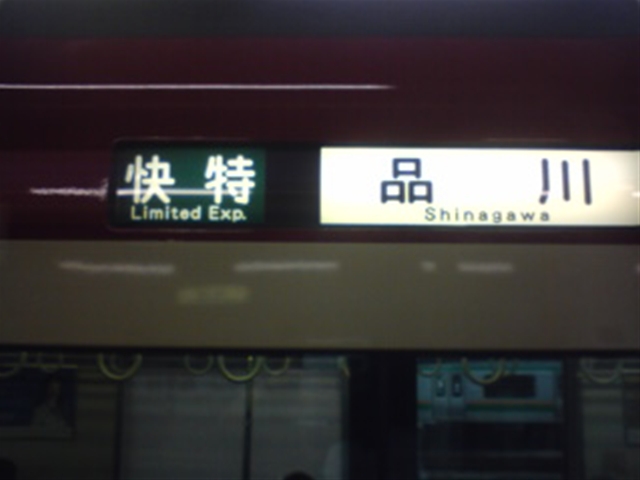 快特
Limited Exp.
品川
Shinagawa